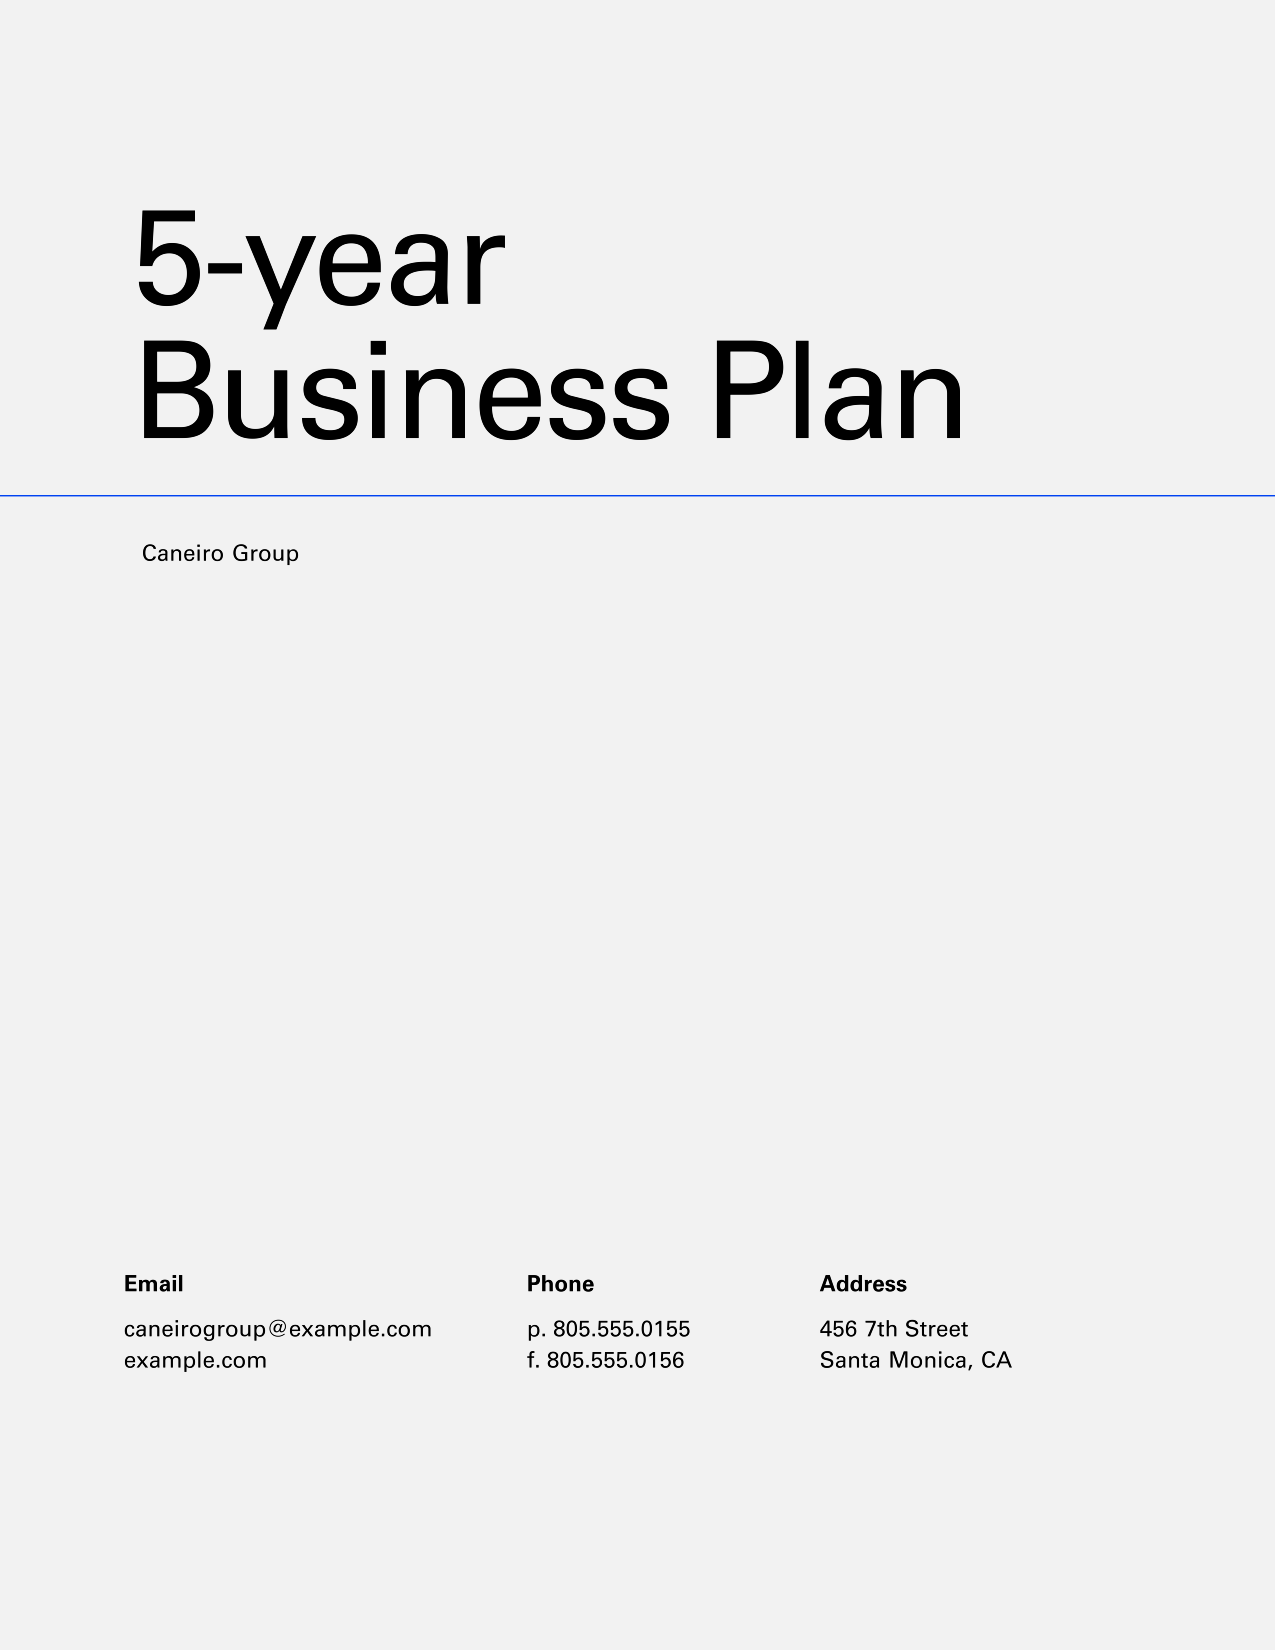 5-year
Business Plan
Caneiro Group
Email
caneirogroup@example.com
example.com
Phone
p. 805.555.0155
f. 805.555.0156
Address
456 7th Street
Santa Monica, CA